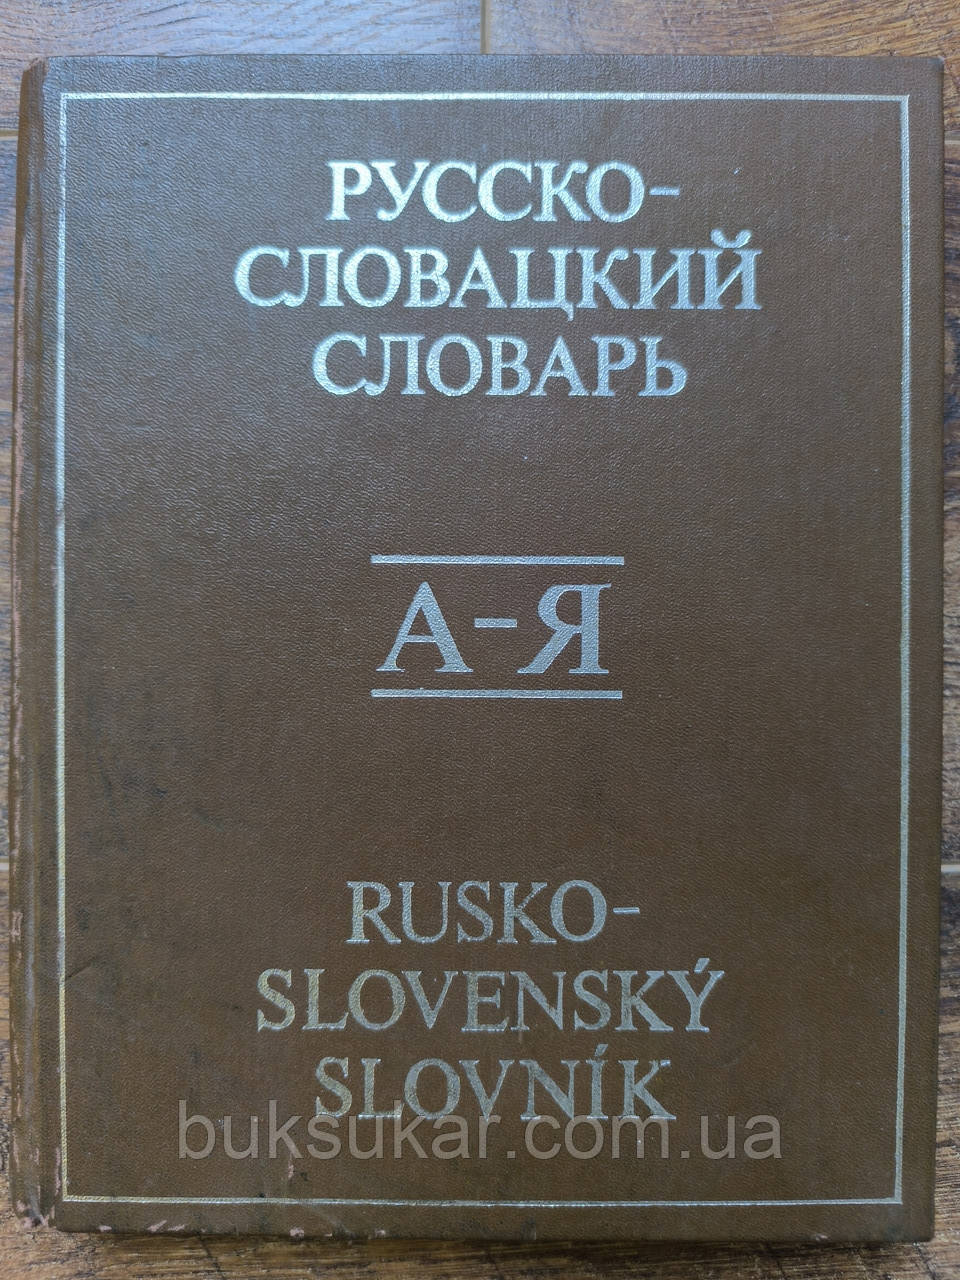 РУССКО-
СЛОВАЦКИЙ
СЛОВАРЬ
А-Я
RUSKO-
SLOVENSKÝ
SLOVNÍK
buksukar.com.ua